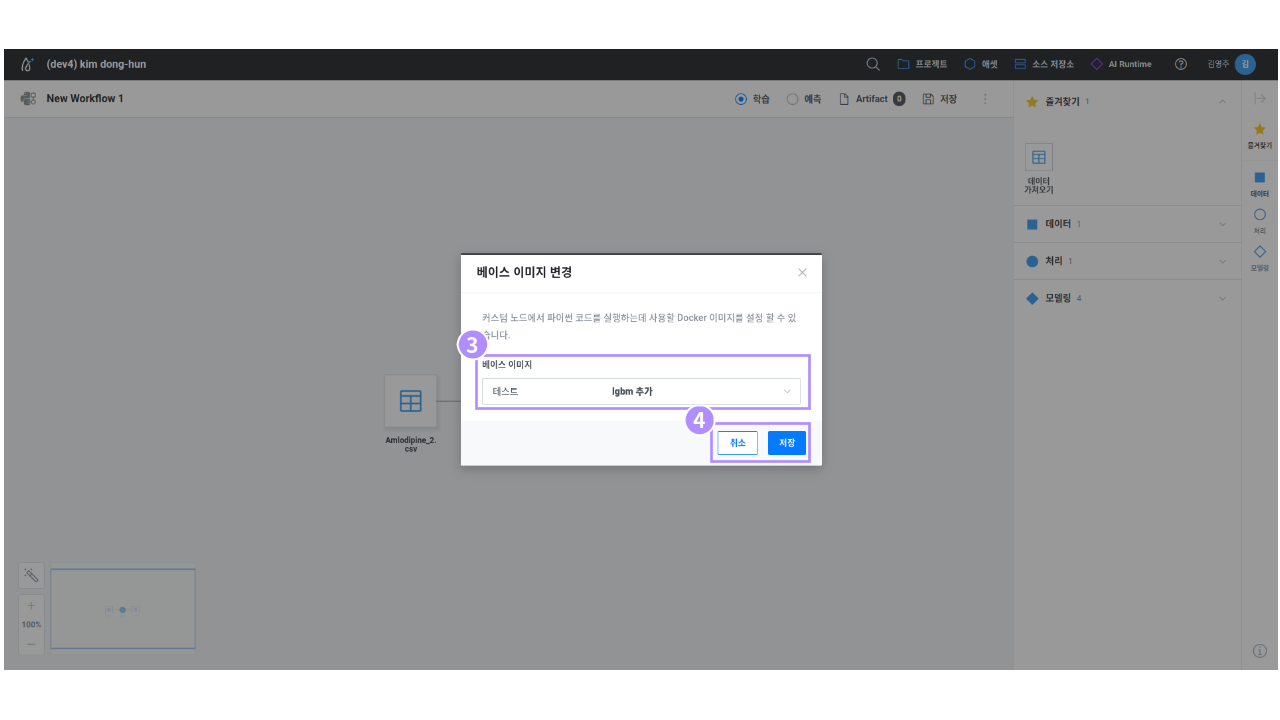 (dev4) kim dong-hun
프로젝트
애셋
소스 저장소
AI Runtime
?
김영주
김
New Workflow 1
학습
예측
Artifact 0
저장
즐겨찾기 1
데이터
가져오기
데이터 1
처리 1
모델링 4
즐겨찾기
데이터
처리
모델링
베이스 이미지 변경
커스텀 노드에서 파이썬 코드를 실행하는데 사용할 Docker 이미지를 설정 할 수 있
습니다.
3
베이스 이미지
테스트 lgbm 추가
4
취소
저장
Amlodipine_2.
csv
100%